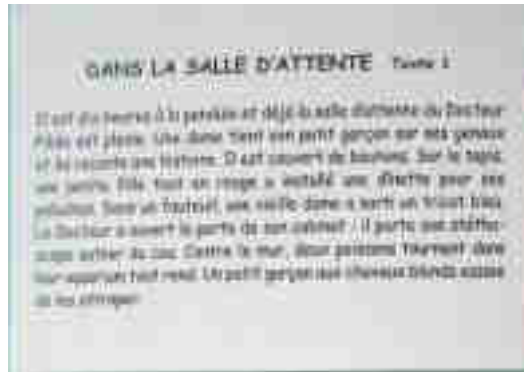 DANS LA SALLE D'ATTENTE Texte 1
Il est dix heures à la pendule et déjà la salle d'attente du Docteur
est pleine. Une dame tient son petit garçon sur ses genoux
et lui raconte une histoire. Il est couvert de boutons. Sur le tapis,
une petite fille tout en rouge a installé une dînette pour ses
peluches. Dans un fauteuil, une vieille dame a sorti un tricot bleu.
Le Docteur a ouvert la porte de son cabinet : il porte son stétho-
scope autour du cou. Contre le mur, deux poissons tournent dans
leur aquarium tout rond. Un petit garçon aux cheveux blonds essaie
de les attraper.